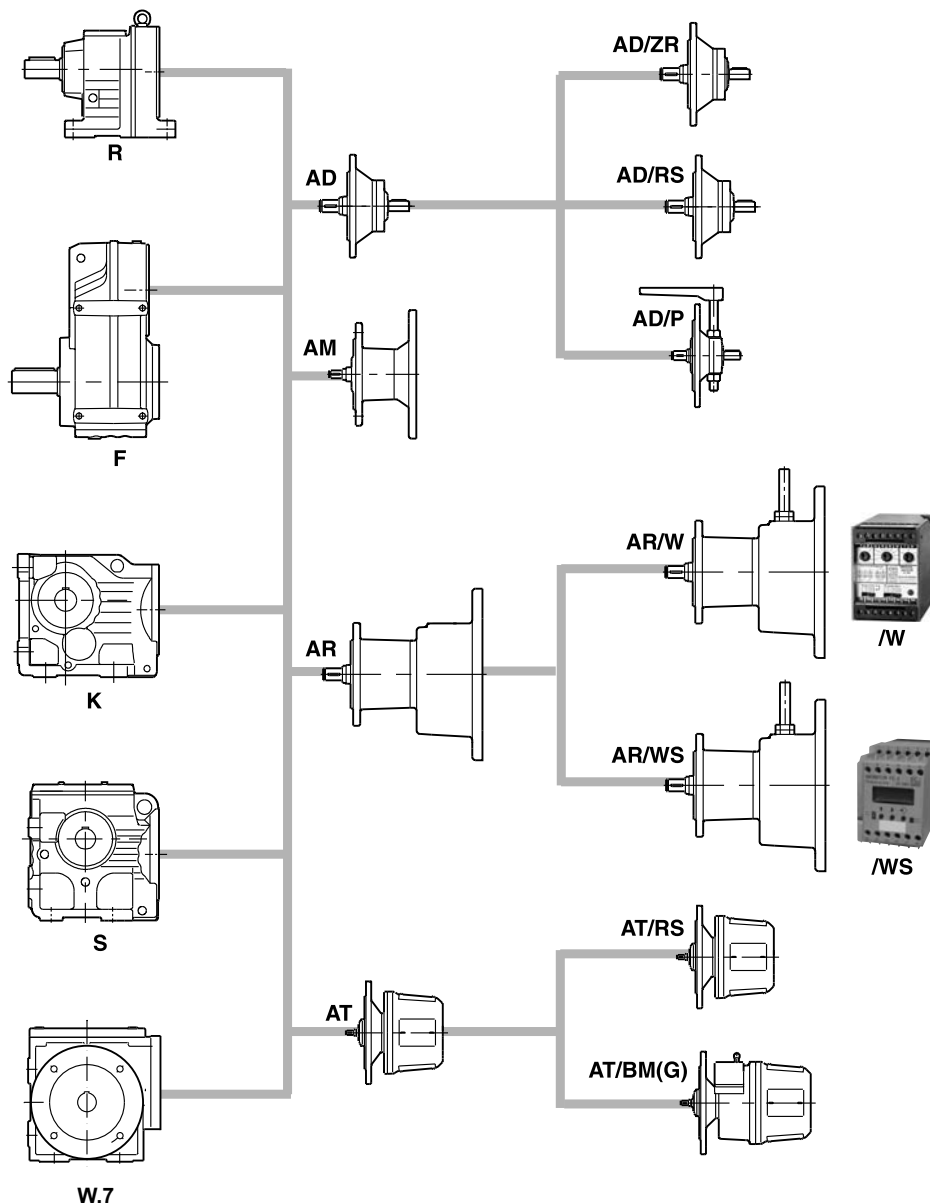 R
F
K
S
W.7
AD
AM
AR
AT
AD/ZR
AD/RS
AD/P
AR/W
/W
AR/WS
/WS
AT/RS
AT/BM(G)